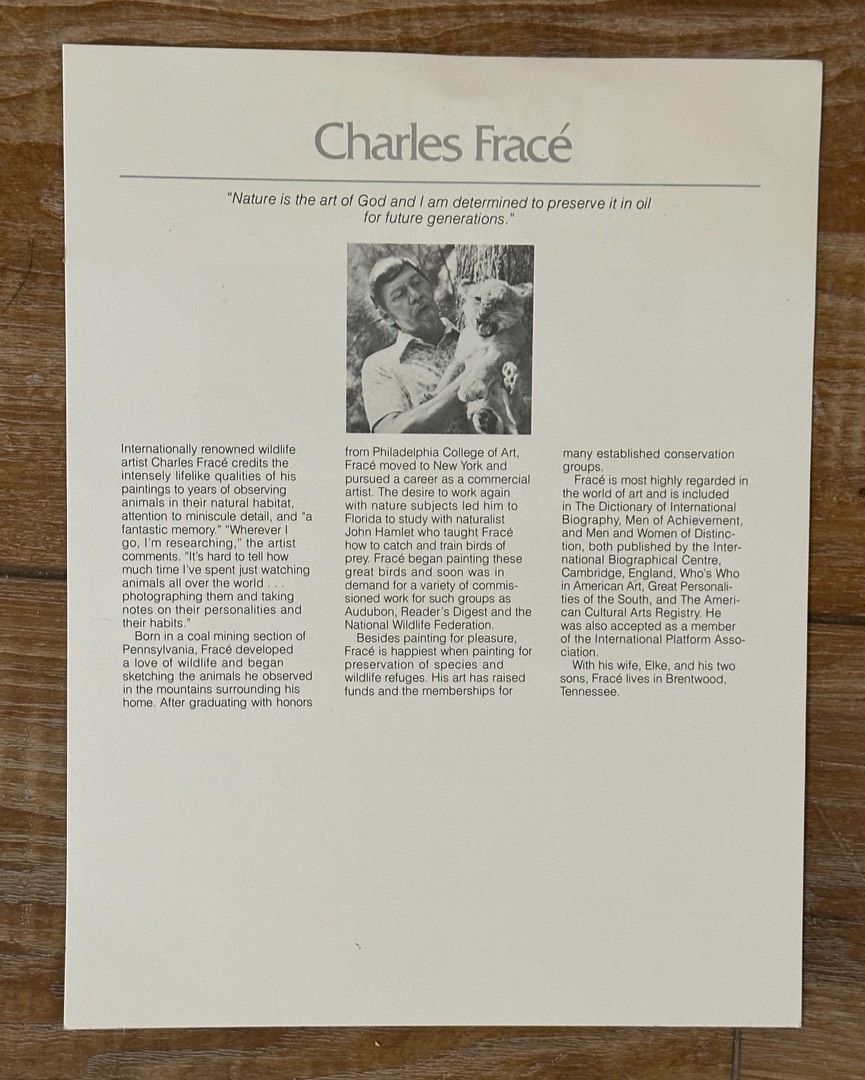 Charles Fracé
"Nature is the art of God and I am determined to preserve it in oil
for future generations."
Internationally renowned wildlife
artist Charles Fracé credits the
intensely lifelike qualities of his
paintings to years of observing
animals in their natural habitat,
attention to miniscule detail, and "a
fantastic memory." "Wherever I
go, I'm researching," the artist
comments. "It's hard to tell how
much time I've spent just watching
animals all over the world . . .
photographing them and taking
notes on their personalities and
their habits."
Born in a coal mining section of
Pennsylvania, Fracé developed
a love of wildlife and began
sketching the animals he observed
in the mountains surrounding his
home. After graduating with honors
from Philadelphia College of Art,
Fracé moved to New York and
pursued a career as a commercial
artist. The desire to work again
with nature subjects led him to
Florida to study with naturalist
John Hamlet who taught Fracé
how to catch and train birds of
prey. Fracé began painting these
great birds and soon was in
demand for a variety of commis-
sioned work for such groups as
Audubon, Reader's Digest and the
National Wildlife Federation.
Besides painting for pleasure,
Fracé is happiest when painting for
preservation of species and
wildlife refuges. His art has raised
funds and the memberships for
many established conservation
groups.
Fracé is most highly regarded in
the world of art and is included
in The Dictionary of International
Biography, Men of Achievement,
and Men and Women of Distinc-
tion, both published by the Inter-
national Biographical Centre,
Cambridge, England, Who's Who
in American Art, Great Personali-
ties of the South, and The Ameri-
can Cultural Arts Registry. He
was also accepted as a member
of the International Platform Asso-
ciation.
With his wife, Elke, and his two
sons, Fracé lives in Brentwood,
Tennessee.